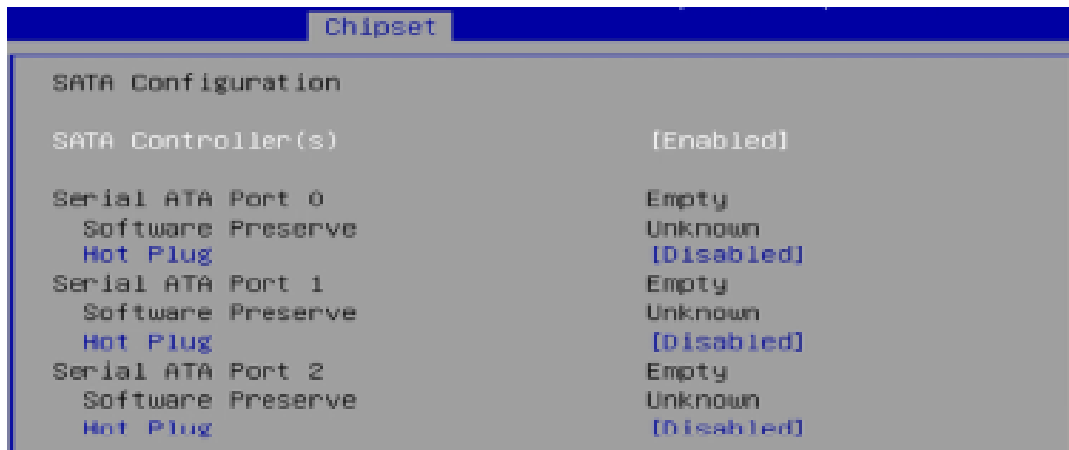 Chipset
SATA Configuration
SATA Controller(s) [Enabled]
Serial ATA Port 0 Empty
Software Preserve Unknown
Hot Plug [Disabled]
Serial ATA Port 1 Empty
Software Preserve Unknown
Hot Plug [Disabled]
Serial ATA Port 2 Empty
Software Preserve Unknown
Hot Plug [Disabled]